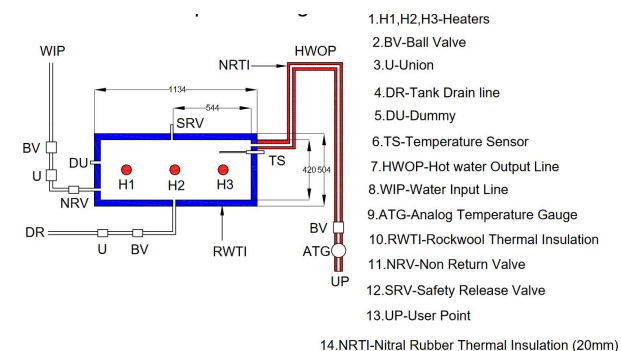 WIP
HWOP
NRTI
1134
544
SRV
BV
DU
TS
U
H1
H2
H3
420
504
NRV
DR
U
BV
RWTI
BV
ATG
UP
1.H1,H2,H3-Heaters
2.BV-Ball Valve
3.U-Union
4.DR-Tank Drain line
5.DU-Dummy
6.TS-Temperature Sensor
7.HWOP-Hot water Output Line
8.WIP-Water Input Line
9.ATG-Analog Temperature Gauge
10.RWTI-Rockwool Thermal Insulation
11.NRV-Non Return Valve
12.SRV-Safety Release Valve
13.UP-User Point
14.NRTI-Nitral Rubber Thermal Insulation (20mm)